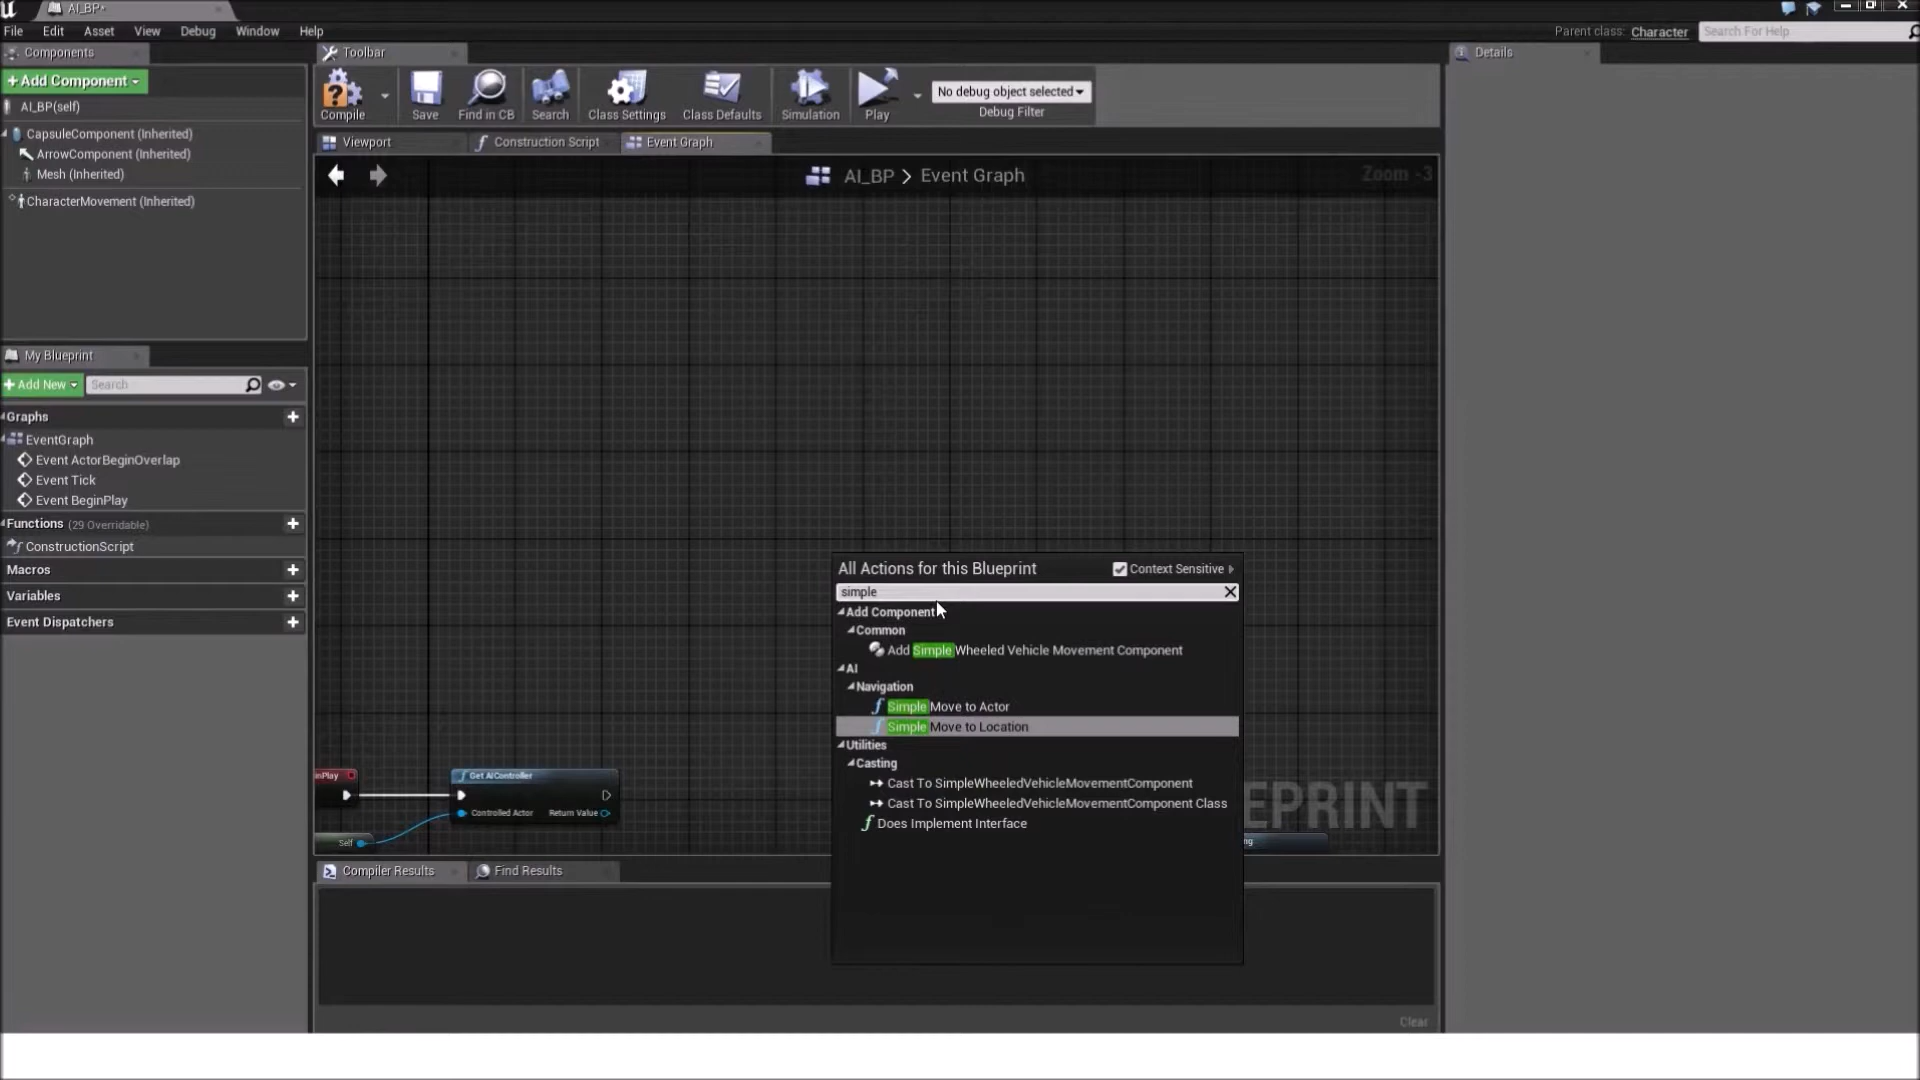 AI_BP*
File Edit Asset View Debug Window Help
Parent class: Character Search For Help
Components
Toolbar
Details
+Add Component
AI_BP(self)
CapsuleComponent (Inherited)
ArrowComponent (Inherited)
Mesh (Inherited)
CharacterMovement (Inherited)
Compile Save Find in CB Search Class Settings Class Defaults Simulation Play
No debug object selected
Debug Filter
Viewport Construction Script Event Graph
AI_BP > Event Graph
Zoom -3
My Blueprint
+Add New Search
Graphs
EventGraph
Event ActorBeginOverlap
Event Tick
Event BeginPlay
Functions (29 Overridable)
ConstructionScript
Macros
Variables
Event Dispatchers
All Actions for this Blueprint Context Sensitive
simple
Add Component
Common
Add Simple Wheeled Vehicle Movement Component
AI
Navigation
Simple Move to Actor
Simple Move to Location
Utilities
Casting
Cast To SimpleWheeledVehicleMovementComponent
Cast To SimpleWheeledVehicleMovementComponent Class
Does Implement Interface
inPlay
Get AIController
Controlled Actor Return Value
Self
EPRINT
ng
Compiler Results Find Results
Clear